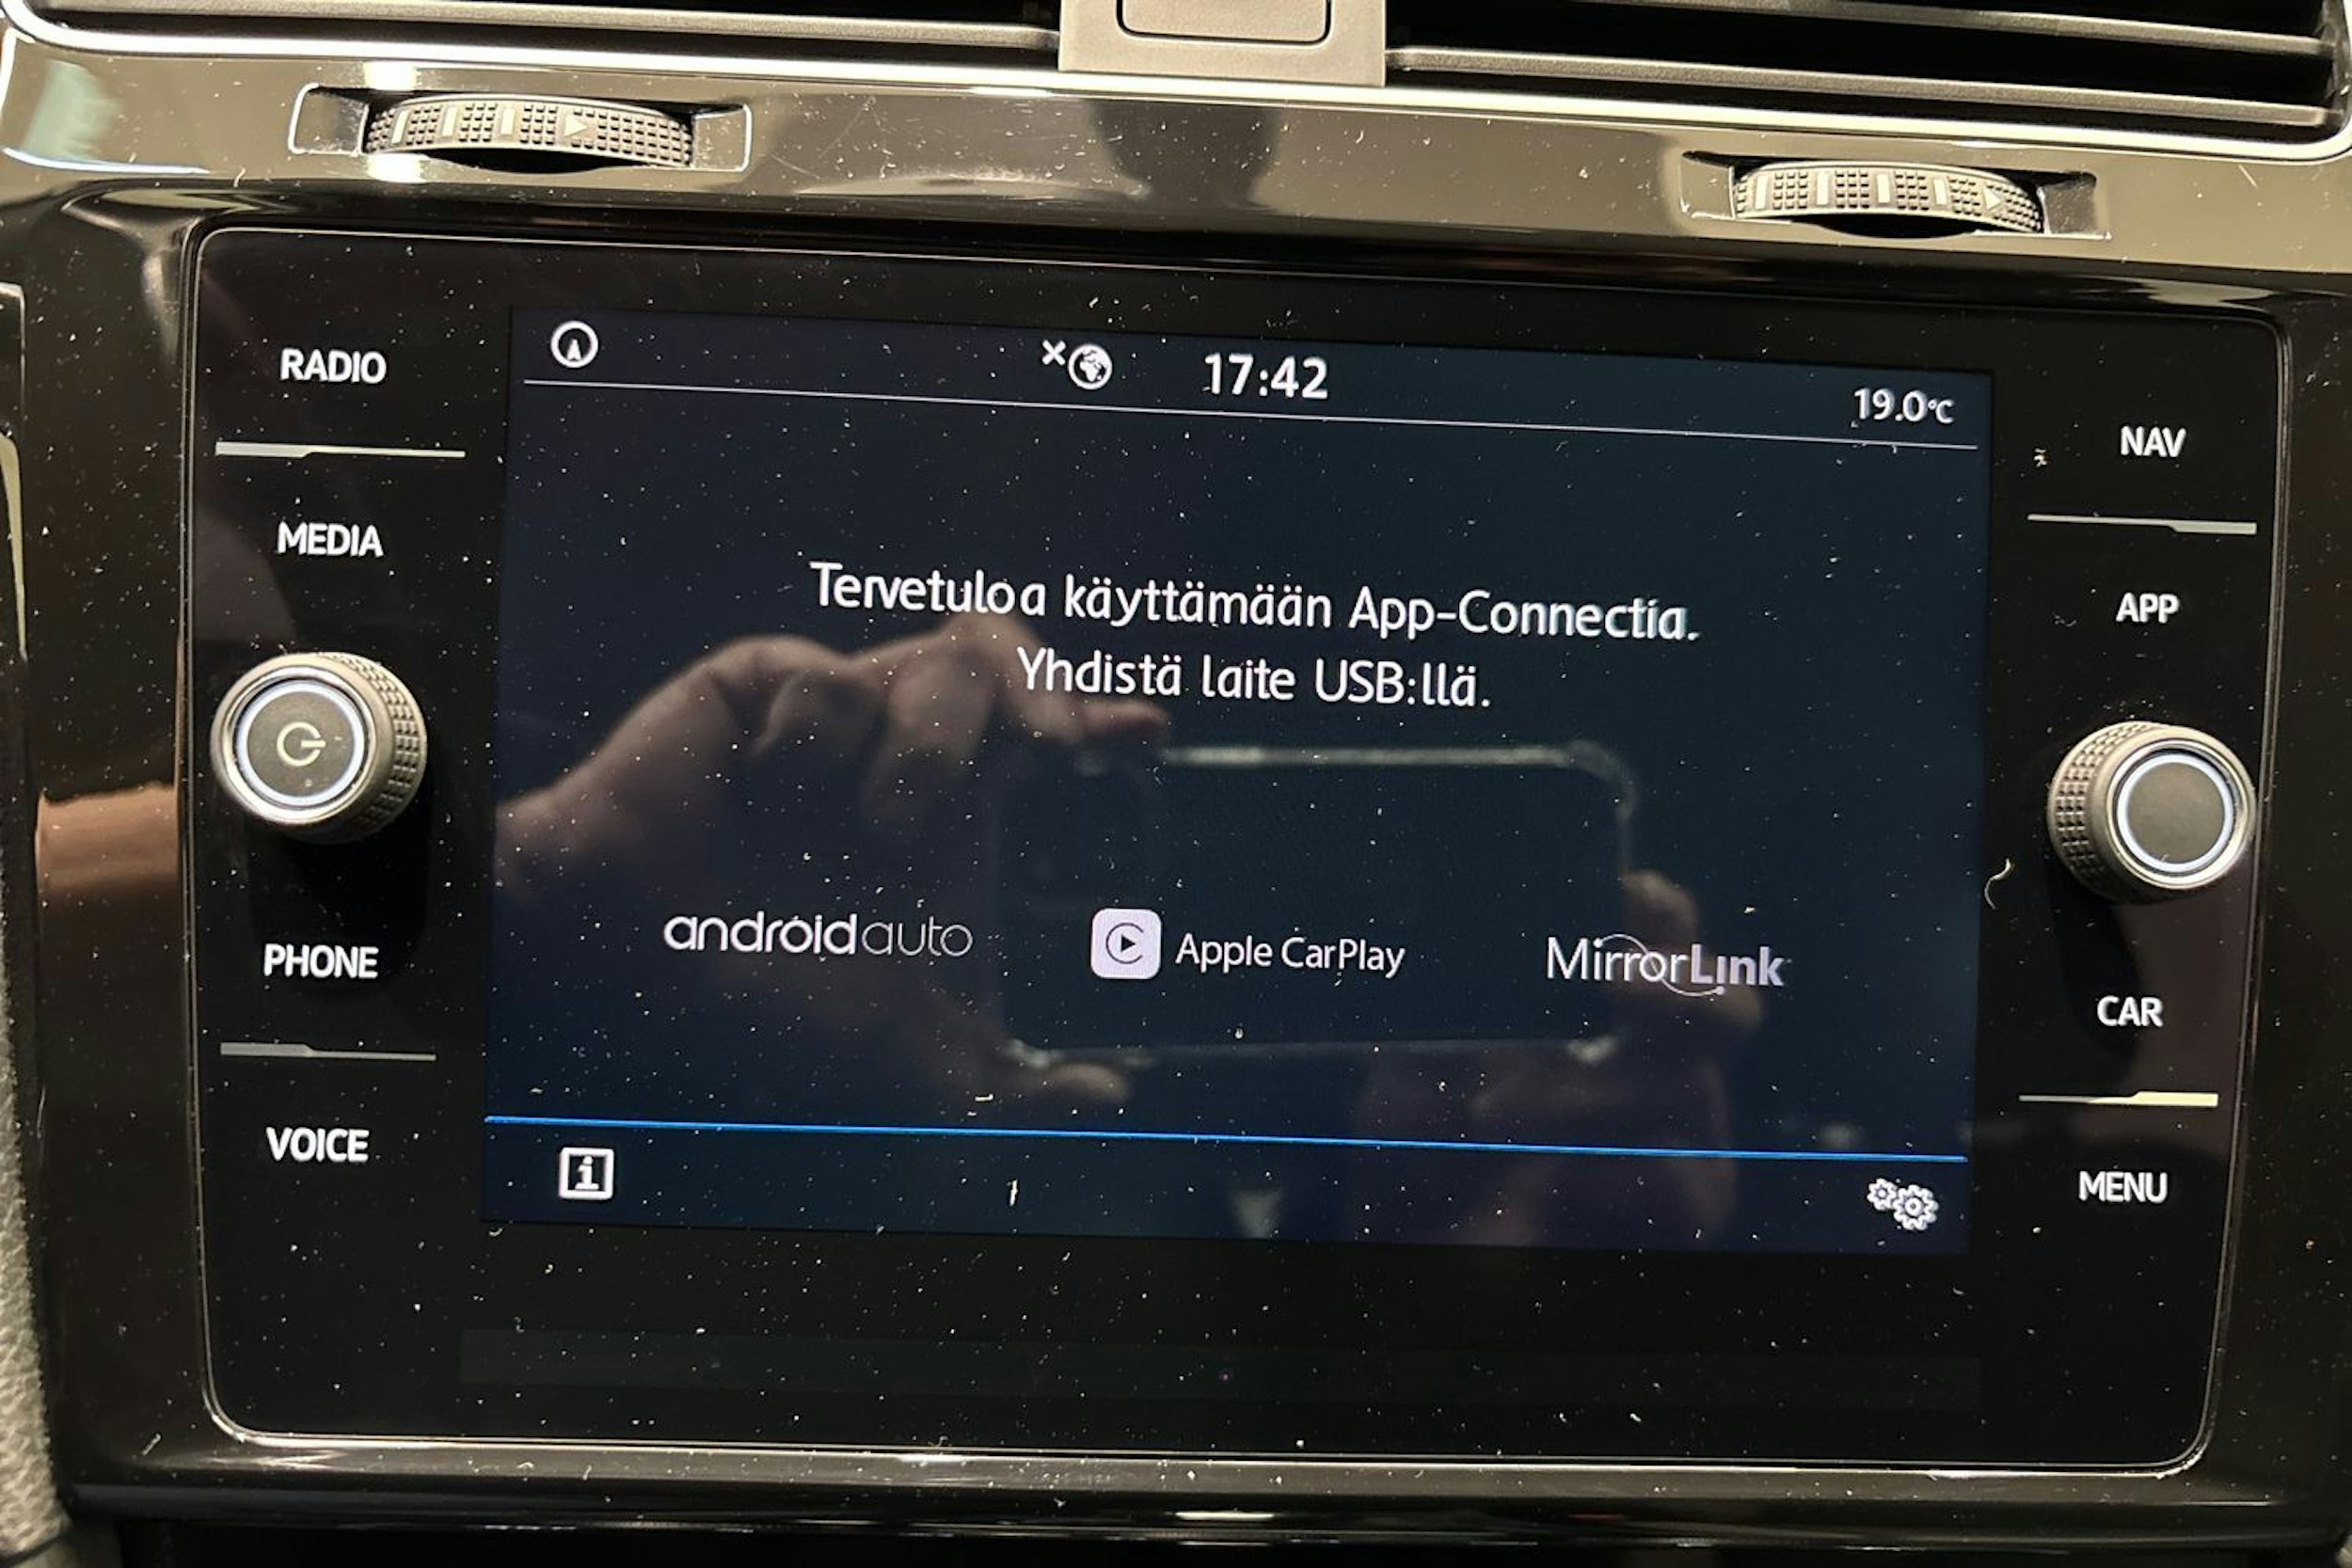 RADIO
MEDIA
PHONE
VOICE
17:42
19.0°C
Tervetuloa käyttämään App-Connectia.
Yhdistä laite USB:llä.
androidauto
Apple CarPlay
MirrorLink
NAV
APP
CAR
MENU